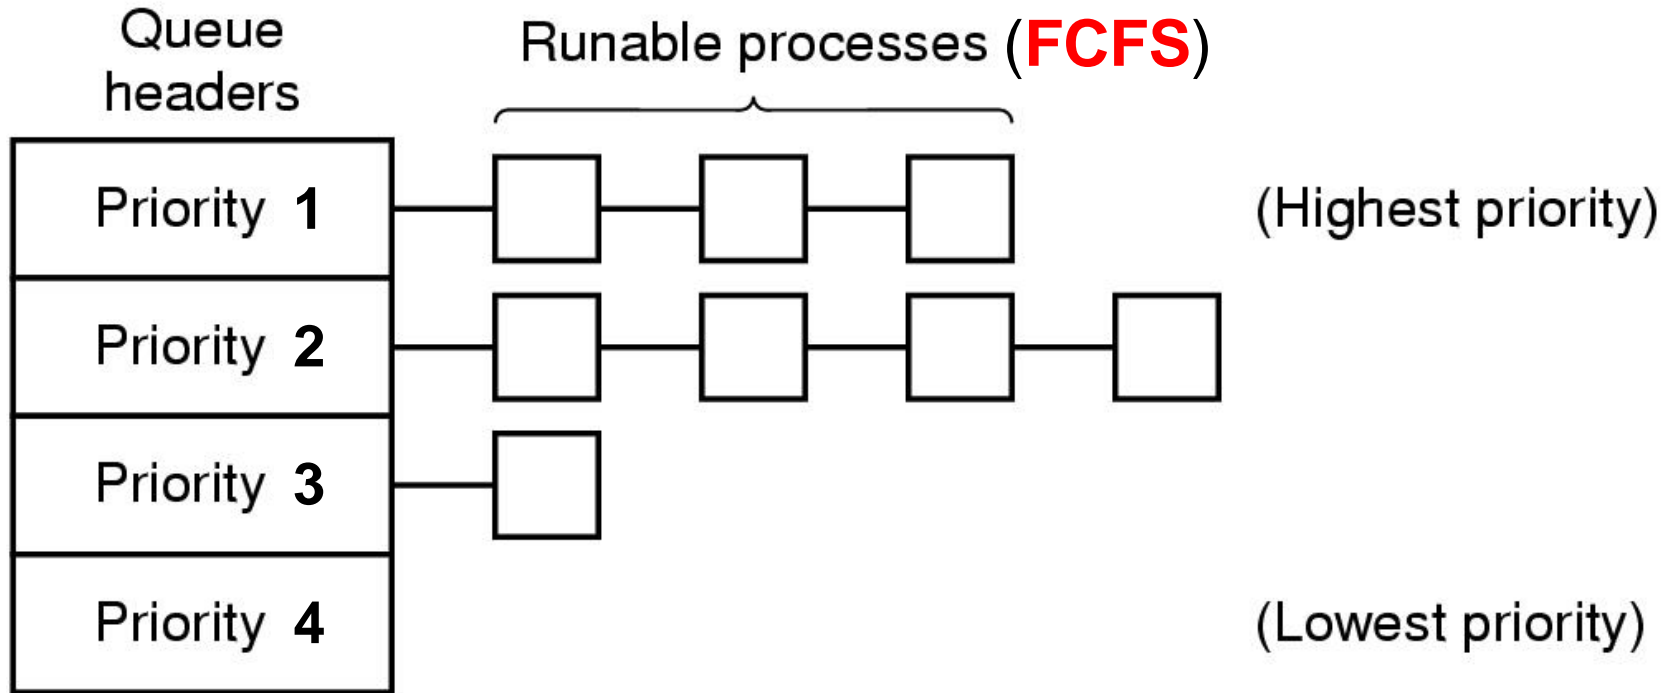 Queue
headers
Runable processes (FCFS)
Priority 1
(Highest priority)
Priority 2
Priority 3
Priority 4
(Lowest priority)